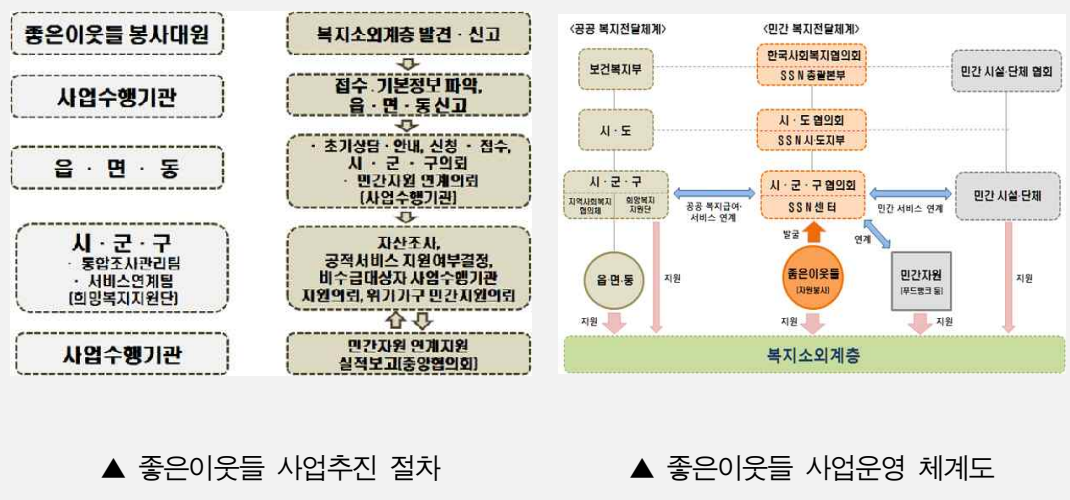 좋은이웃들 봉사대원
복지소외계층 발견 · 신고
사업수행기관
접수 . 기본정보 파악,
읍 · 면 · 동신고
읍 · 면 · 동
· 초기상담 · 안내, 신청 · 접수,
시 · 군 · 구의뢰
· 민간자원 연계의뢰
[사업수행기관]
시 · 군 · 구
· 통합조사관리팀
· 서비스연계팀
(희망복지지원단)
자산조사,
공적서비스 지원여부결정,
비수급대상자 사업수행기관
지원의뢰, 위기가구 민간지원의뢰
사업수행기관
민간자원 연계지원
실적보고[중앙협의회]
〈공공 복지전달체계〉
〈민간 복지전달체계〉
보건복지부
한국사회복지협의회
SSN총괄본부
민간 시설·단체 협회
시 · 도
시 · 도 협의회
SSN시·도지부
시 · 군 · 구
지역사회복지
협의체
희망복지
지원단
공공 복지급여·
서비스 연계
시 · 군 · 구 협의회
SSN센터
민간 서비스 연계
민간 시설·단체
발굴
연계
읍·면·동
지원
좋은이웃들
(자원봉사)
민간자원
(푸드뱅크 등)
지원
지원
지원
지원
복지소외계층
▲ 좋은이웃들 사업추진 절차
▲ 좋은이웃들 사업운영 체계도